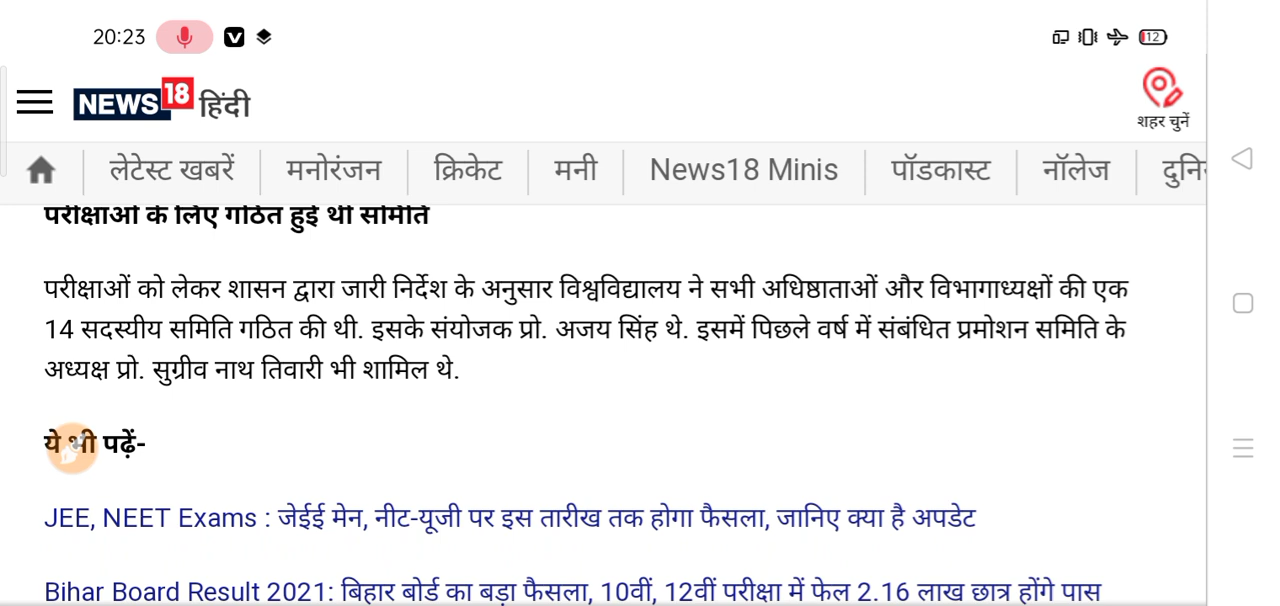 20:23
12
NEWS 18 हिंदी
शहर चुनें
लेटेस्ट खबरें मनोरंजन क्रिकेट मनी News18 Minis पॉडकास्ट नॉलेज
परीक्षाओं के लिए गठित हुई थी समिति
परीक्षाओं को लेकर शासन द्वारा जारी निर्देश के अनुसार विश्वविद्यालय ने सभी अधिष्ठाताओं और विभागाध्यक्षों की एक
14 सदस्यीय समिति गठित की थी. इसके संयोजक प्रो. अजय सिंह थे. इसमें पिछले वर्ष में संबंधित प्रमोशन समिति के
अध्यक्ष प्रो. सुग्रीव नाथ तिवारी भी शामिल थे.
ये भी पढ़ें-
JEE, NEET Exams : जेईई मेन, नीट-यूजी पर इस तारीख तक होगा फैसला, जानिए क्या है अपडेट
Bihar Board Result 2021: बिहार बोर्ड का बड़ा फैसला, 10वीं, 12वीं परीक्षा में फेल 2.16 लाख छात्र होंगे पास